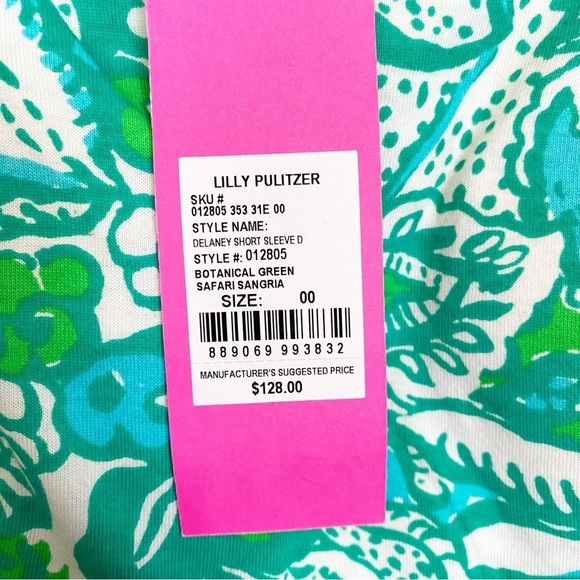 LILLY PULITZER
SKU #
012805 353 31E 00
STYLE NAME:
DELANEY SHORT SLEEVE D
STYLE #: 012805
BOTANICAL GREEN
SAFARI SANGRIA
SIZE: 00
889069 993832
MANUFACTURER'S SUGGESTED PRICE
$128.00